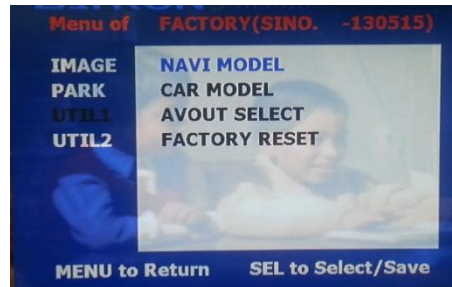 Menu of FACTORY(SINO. -130515)
IMAGE NAVI MODEL
PARK CAR MODEL
UTIL1 AVOUT SELECT
UTIL2 FACTORY RESET
MENU to Return SEL to Select/Save